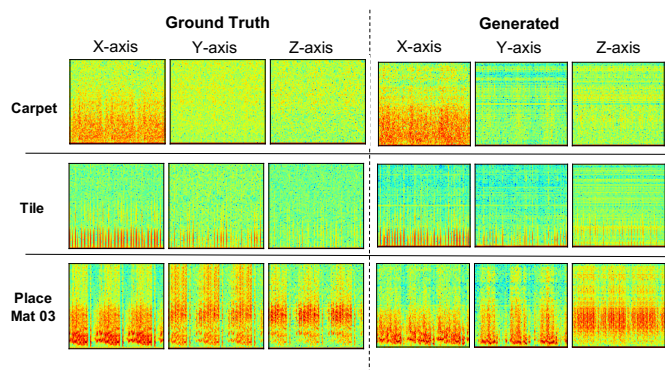 Ground Truth
Generated
X-axis Y-axis Z-axis X-axis Y-axis Z-axis
Carpet
Tile
Place
Mat 03